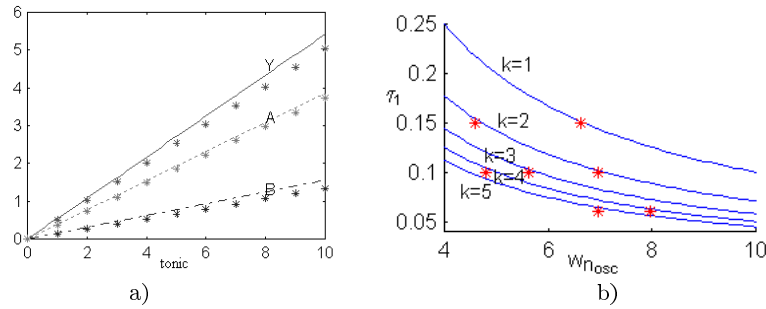 6
5
4
3
2
1
0
Y
A
B
0 2 4 6 8 10
tonic
a)
0.25
0.2
0.15
0.1
0.05
τ1
k=1
k=2
k=3
k=4
k=5
4 6 8 10
wnosc
b)